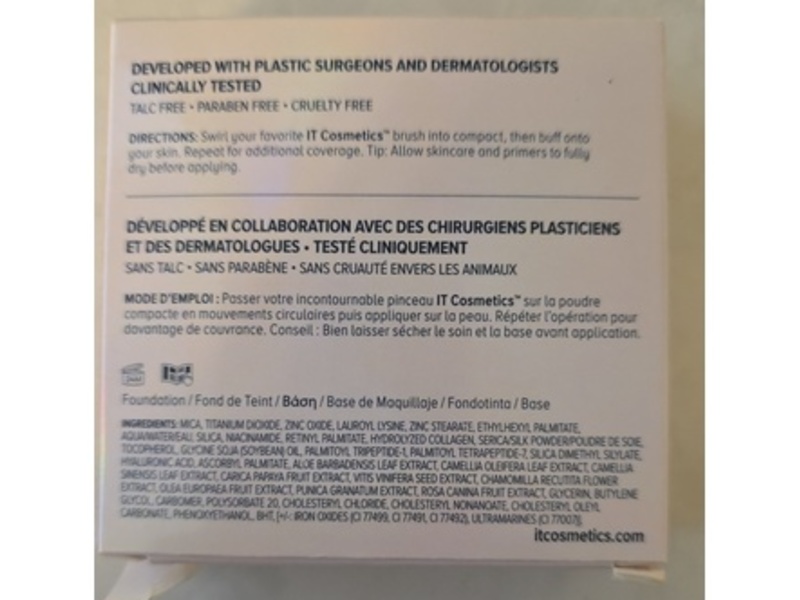 DEVELOPED WITH PLASTIC SURGEONS AND DERMATOLOGISTS
CLINICALLY TESTED
TALC FREE • PARABEN FREE • CRUELTY FREE
DIRECTIONS: Swirl your favorite IT Cosmetics™ brush into compact, then buff onto
your skin. Repeat for additional coverage. Tip: Allow skincare and primers to fully
dry before applying.
DÉVELOPPÉ EN COLLABORATION AVEC DES CHIRURGIENS PLASTICIENS
ET DES DERMATOLOGUES • TESTÉ CLINIQUEMENT
SANS TALC • SANS PARABÈNE • SANS CRUAUTÉ ENVERS LES ANIMAUX
MODE D'EMPLOI : Passer votre incontournable pinceau IT Cosmetics™ sur la poudre
compacte en mouvements circulaires puis appliquer sur la peau. Répéter l'opération pour
davantage de couvrance. Conseil : Bien laisser sécher le soin et la base avant application.
Foundation / Fond de Teint / Βάση / Base de Maquillaje / Fondotinta / Base
INGREDIENTS: MICA, TITANIUM DIOXIDE, ZINC OXIDE, LAUROYL LYSINE, ZINC STEARATE, ETHYLHEXYL PALMITATE,
AQUA/WATER/EAU, SILICA, NIACINAMIDE, RETINYL PALMITATE, HYDROLYZED COLLAGEN, SERICA/SILK POWDER/POUDRE DE SOIE,
TOCOPHEROL, GLYCINE SOJA (SOYBEAN) OIL, PALMITOYL TRIPEPTIDE-1, PALMITOYL TETRAPEPTIDE-7, SILICA DIMETHYL SILYLATE,
HYALURONIC ACID, ASCORBYL PALMITATE, ALOE BARBADENSIS LEAF EXTRACT, CAMELLIA OLEIFERA LEAF EXTRACT, CAMELLIA
SINENSIS LEAF EXTRACT, CARICA PAPAYA FRUIT EXTRACT, VITIS VINIFERA SEED EXTRACT, CHAMOMILLA RECUTITA FLOWER
EXTRACT, OLEA EUROPAEA FRUIT EXTRACT, PUNICA GRANATUM EXTRACT, ROSA CANINA FRUIT EXTRACT, GLYCERIN, BUTYLENE
GLYCOL, CARBOMER, POLYSORBATE 20, CHOLESTERYL CHLORIDE, CHOLESTERYL NONANOATE, CHOLESTERYL OLEYL
CARBONATE, PHENOXYETHANOL, BHT, [+/-: IRON OXIDES (CI 77499, CI 77491, CI 77492), ULTRAMARINES (CI 77007)].
itcosmetics.com